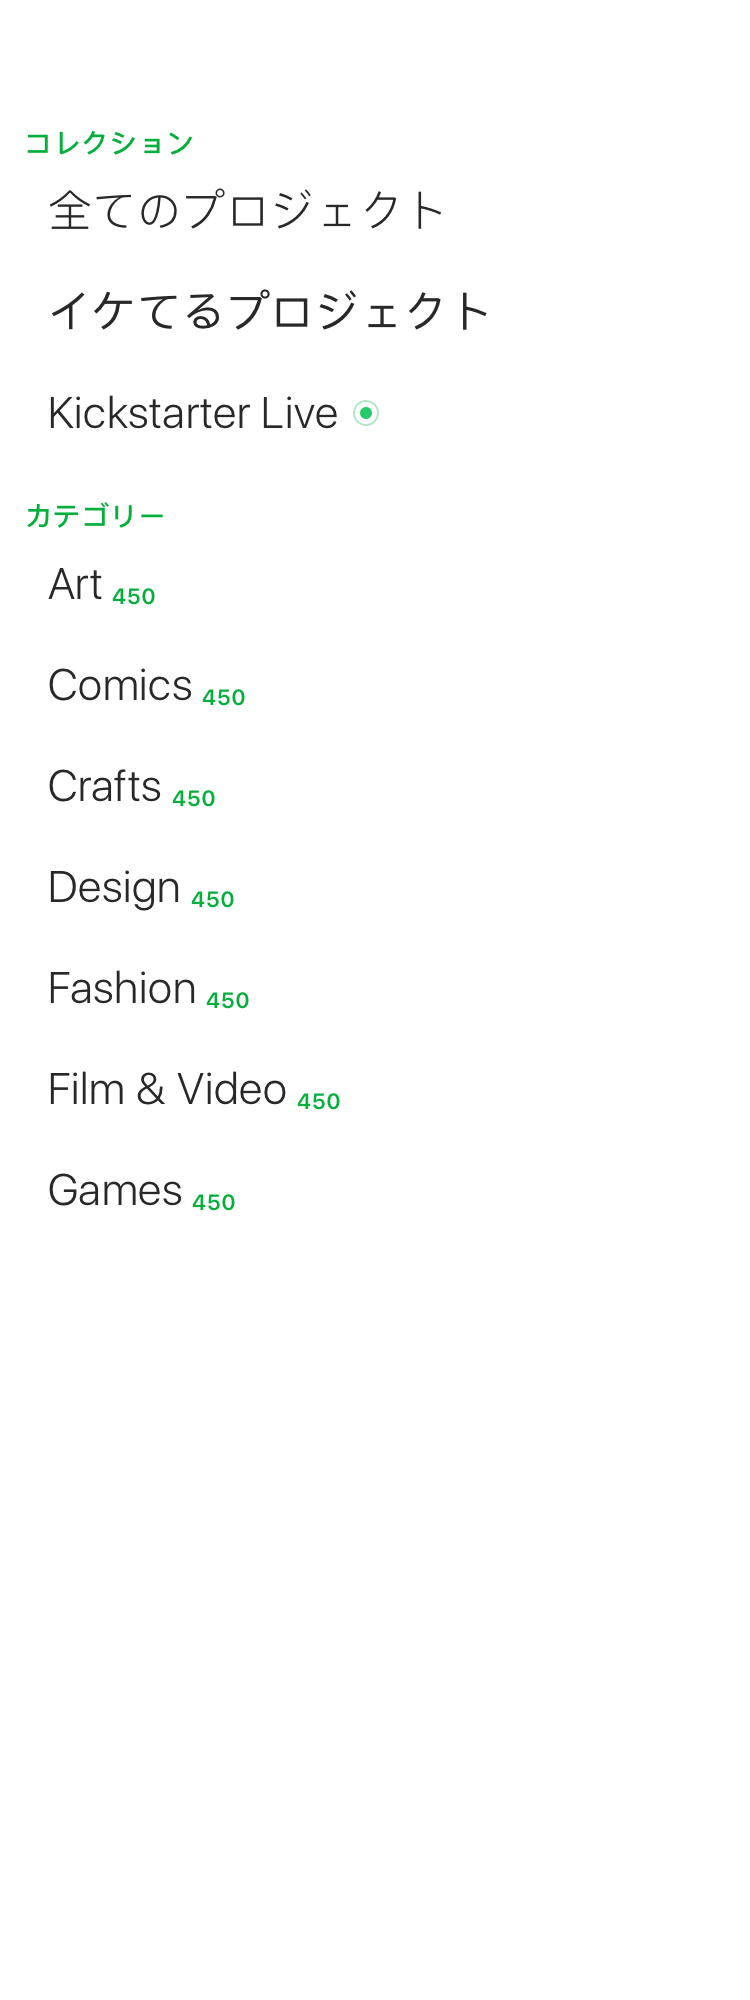 コレクション
全てのプロジェクト
イケてるプロジェクト
Kickstarter Live
カテゴリー
Art 450
Comics 450
Crafts 450
Design 450
Fashion 450
Film & Video 450
Games 450